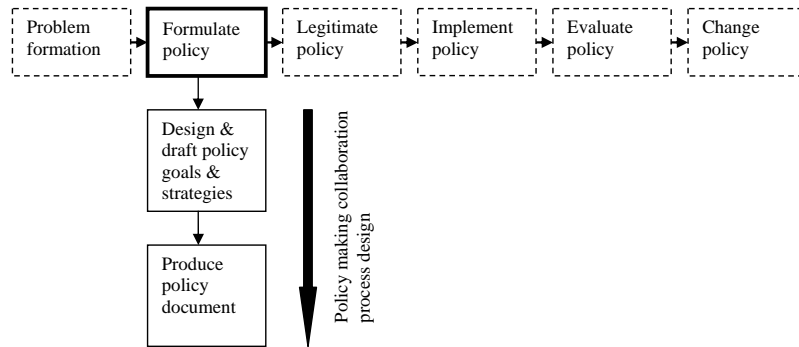 Problem
formation
Formulate
policy
Legitimate
policy
Implement
policy
Evaluate
policy
Change
policy
Design &
draft policy
goals &
strategies
Produce
policy
document
Policy making collaboration
process design